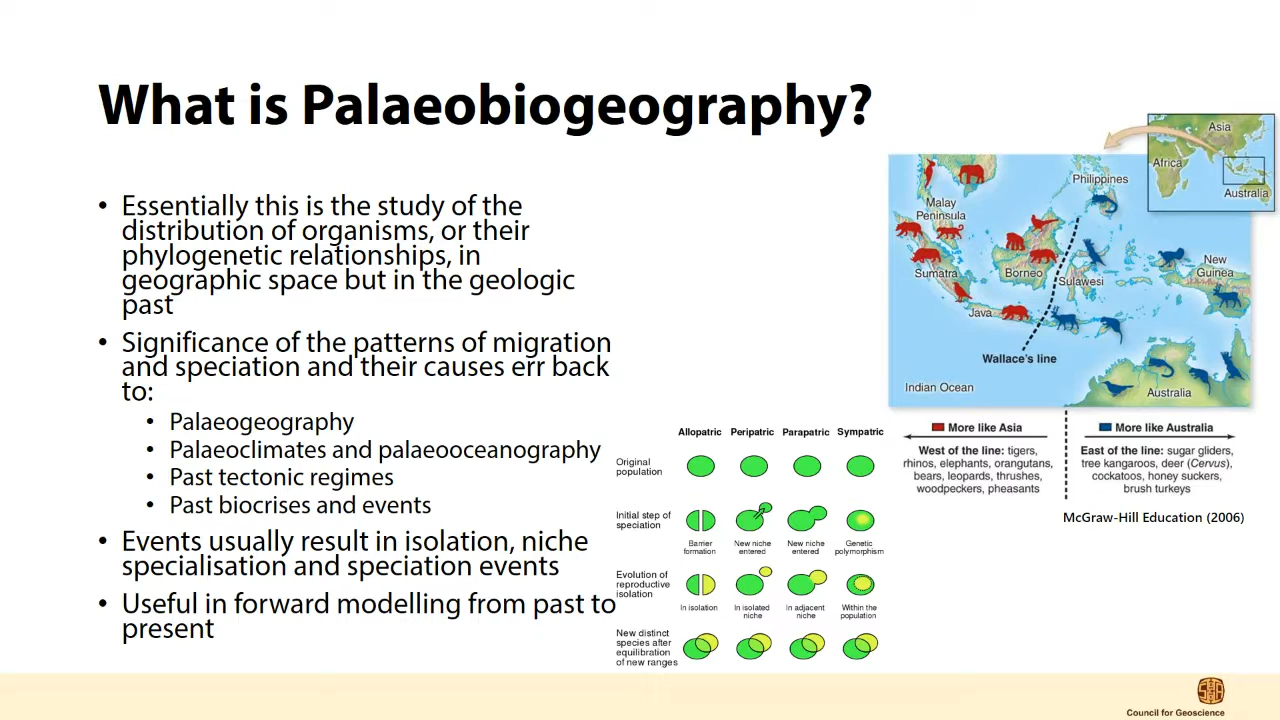 What is Palaeobiogeography?
• Essentially this is the study of the
distribution of organisms, or their
phylogenetic relationships, in
geographic space but in the geologic
past
• Significance of the patterns of migration
and speciation and their causes err back
to:
• Palaeogeography
• Palaeoclimates and palaeooceanography
• Past tectonic regimes
• Past biocrises and events
• Events usually result in isolation, niche
specialisation and speciation events
• Useful in forward modelling from past to
present
Allopatric Peripatric Parapatric Sympatric
Original
population
Initial step of
speciation
Barrier
formation
New niche
entered
New niche
entered
Genetic
polymorphism
Evolution of
reproductive
isolation
In isolation
In isolated
niche
In adjacent
niche
Within the
population
New distinct
species after
equilibration
of new ranges
Asia
Africa
Australia
Philippines
Malay
Peninsula
Sumatra
Borneo
Sulawesi
New
Guinea
Java
Wallace's line
Indian Ocean
Australia
More like Asia
West of the line: tigers,
rhinos, elephants, orangutans,
bears, leopards, thrushes,
woodpeckers, pheasants
More like Australia
East of the line: sugar gliders,
tree kangaroos, deer (Cervus),
cockatoos, honey suckers,
brush turkeys
McGraw-Hill Education (2006)
Council for Geoscience